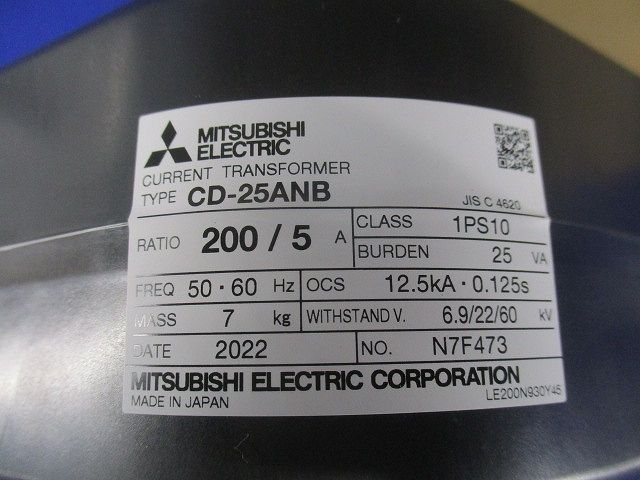 MITSUBISHI
ELECTRIC
CURRENT TRANSFORMER
TYPE CD-25ANB JIS C 4620
RATIO 200 / 5 A
CLASS 1PS10
BURDEN 25 VA
FREQ 50・60 Hz OCS 12.5kA・0.125s
MASS 7 kg WITHSTAND V. 6.9/22/60 kV
DATE 2022 NO. N7F473
MITSUBISHI ELECTRIC CORPORATION
MADE IN JAPAN LE200N930Y45